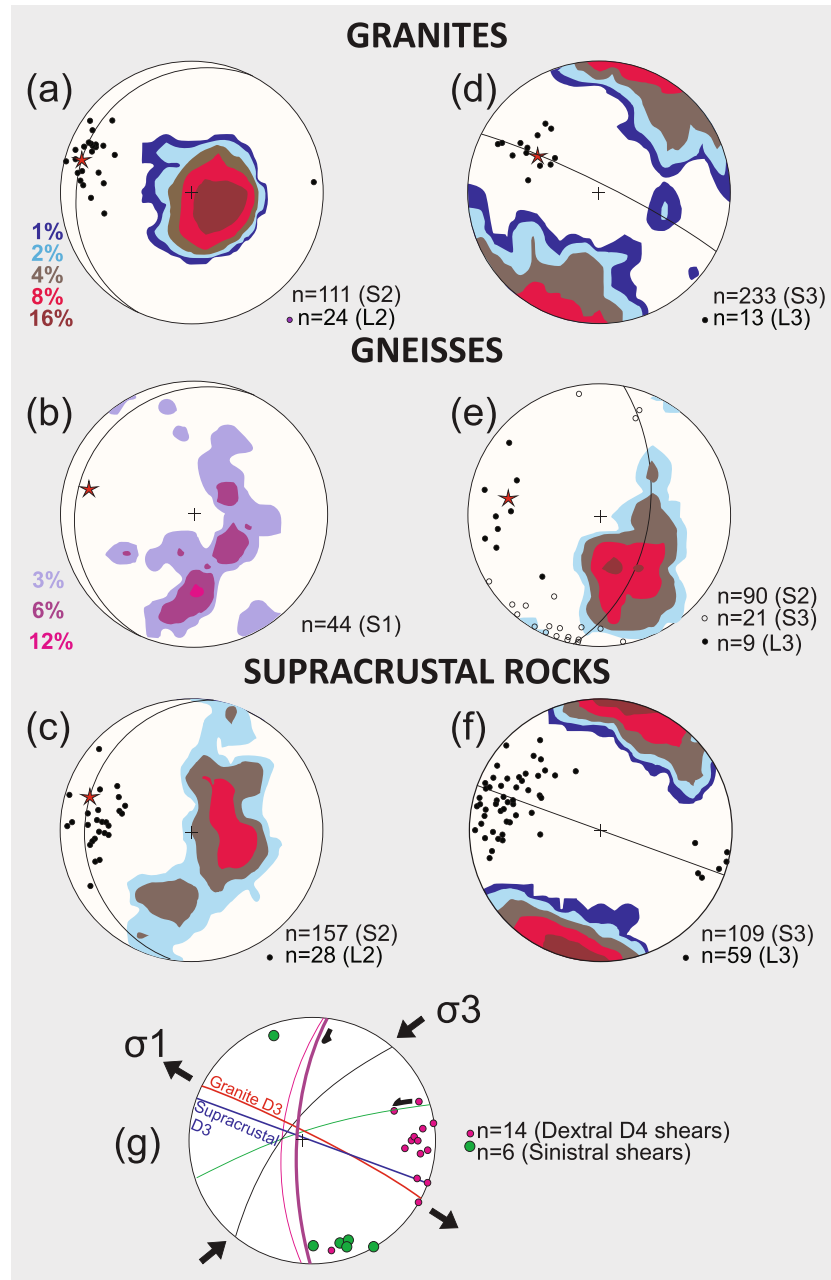 GRANITES
(a)
1%
2%
4%
8%
16%
n=111 (S2)
n=24 (L2)
(d)
n=233 (S3)
n=13 (L3)
GNEISSES
(b)
3%
6%
12%
n=44 (S1)
(e)
n=90 (S2)
n=21 (S3)
n=9 (L3)
SUPRACRUSTAL ROCKS
(c)
n=157 (S2)
n=28 (L2)
(f)
n=109 (S3)
n=59 (L3)
(g)
σ1
σ3
Granite D3
Supracrustal
D3
n=14 (Dextral D4 shears)
n=6 (Sinistral shears)